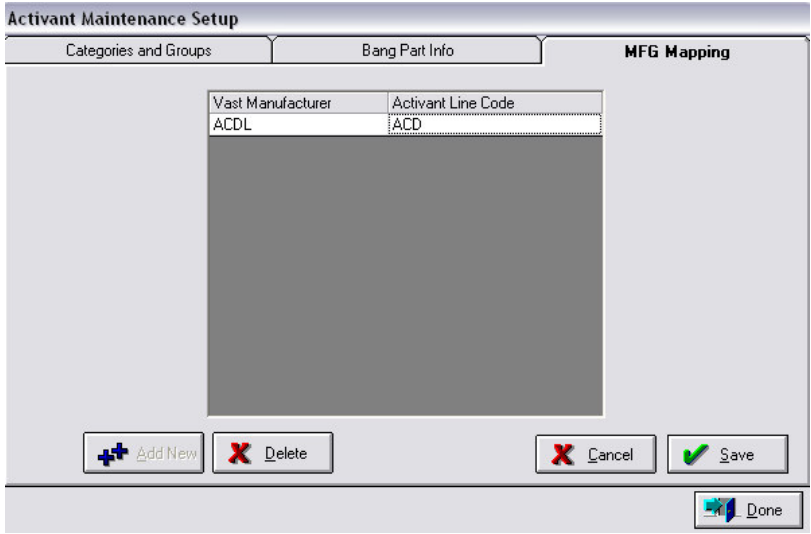 Activant Maintenance Setup
Categories and Groups Bang Part Info MFG Mapping
Vast Manufacturer Activant Line Code
ACDL ACD
Add New Delete Cancel Save
Done